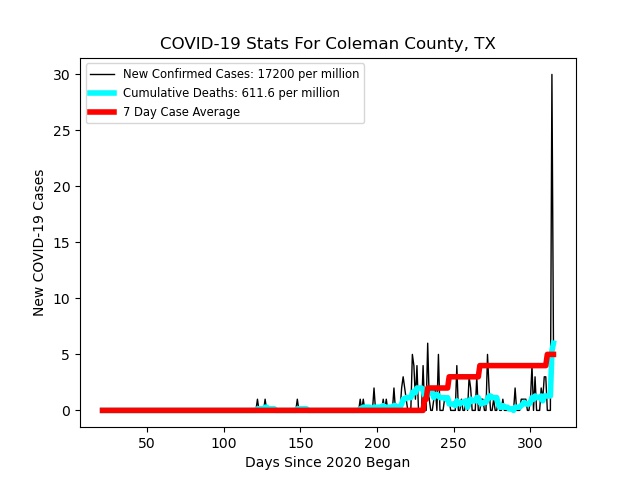 COVID-19 Stats For Coleman County, TX
New Confirmed Cases: 17200 per million
Cumulative Deaths: 611.6 per million
7 Day Case Average
New COVID-19 Cases
30
25
20
15
10
5
0
50 100 150 200 250 300
Days Since 2020 Began